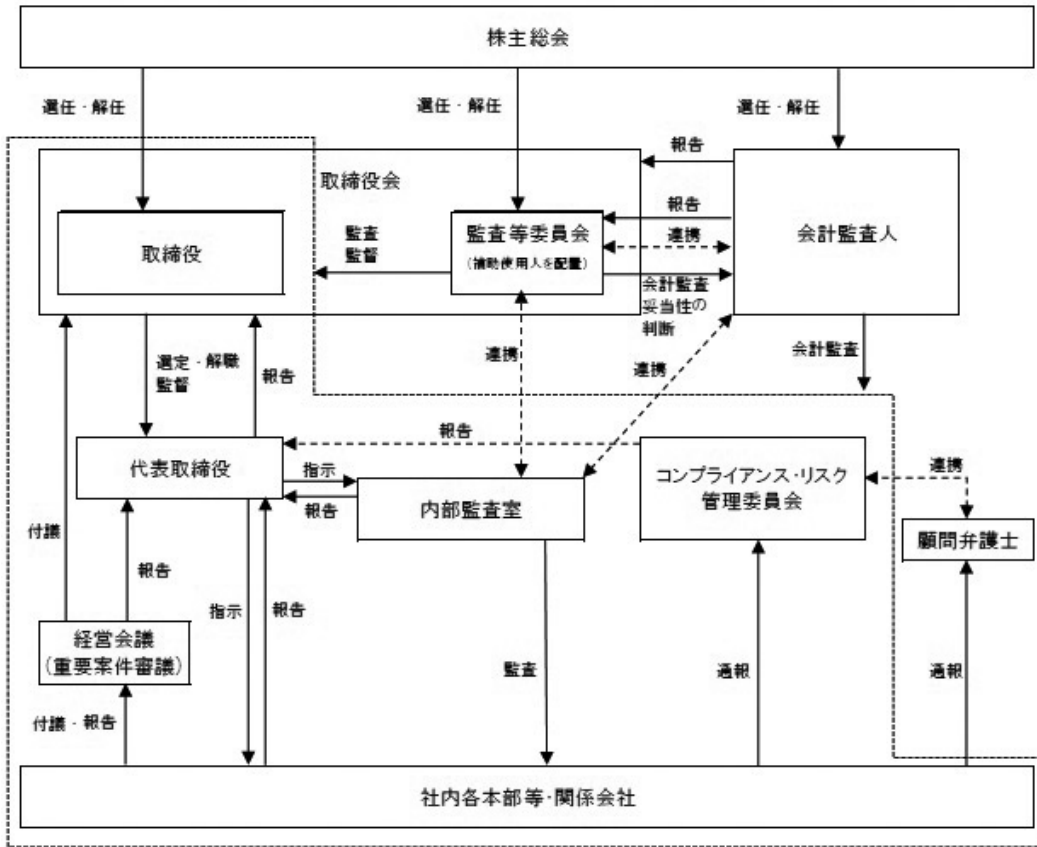 株主総会
選任・解任
選任・解任
選任・解任
取締役会
報告
取締役
監査
監督
監査等委員会
(補助使用人を配置)
報告
連携
会計監査
妥当性の
判断
会計監査人
選定・解職
監督
報告
連携
連携
会計監査
代表取締役
報告
指示
報告
内部監査室
コンプライアンス・リスク
管理委員会
連携
顧問弁護士
付議
報告
指示
報告
経営会議
(重要案件審議)
監査
通報
通報
付議・報告
社内各本部等・関係会社